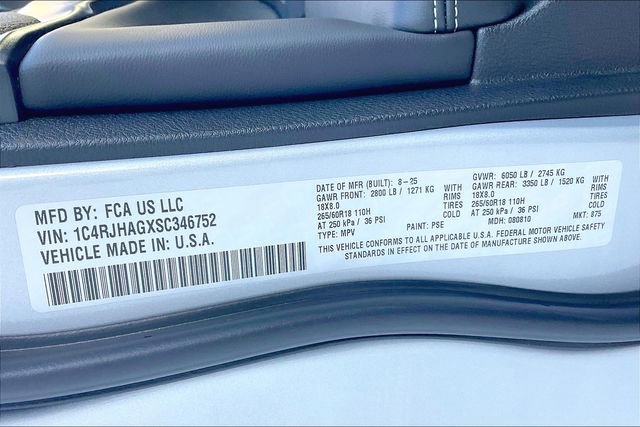 MFD BY: FCA US LLC
VIN: 1C4RJHAGXSC346752
VEHICLE MADE IN: U.S.A.
DATE OF MFR (BUILT): 8-25
GAWR FRONT: 2800 LB / 1271 KG WITH
18X8.0 RIMS
265/60R18 110H TIRES
AT 250 kPa / 36 PSI COLD
TYPE: MPV PAINT: PSE
GVWR: 6050 LB / 2745 KG
GAWR REAR: 3350 LB / 1520 KG WITH
18X8.0 RIMS
265/60R18 110H TIRES
AT 250 kPa / 36 PSI COLD
MDH: 080810 MKT: 875
THIS VEHICLE CONFORMS TO ALL APPLICABLE U.S.A. FEDERAL MOTOR VEHICLE SAFETY
STANDARDS IN EFFECT ON THE DATE OF MANUFACTURE SHOWN ABOVE.